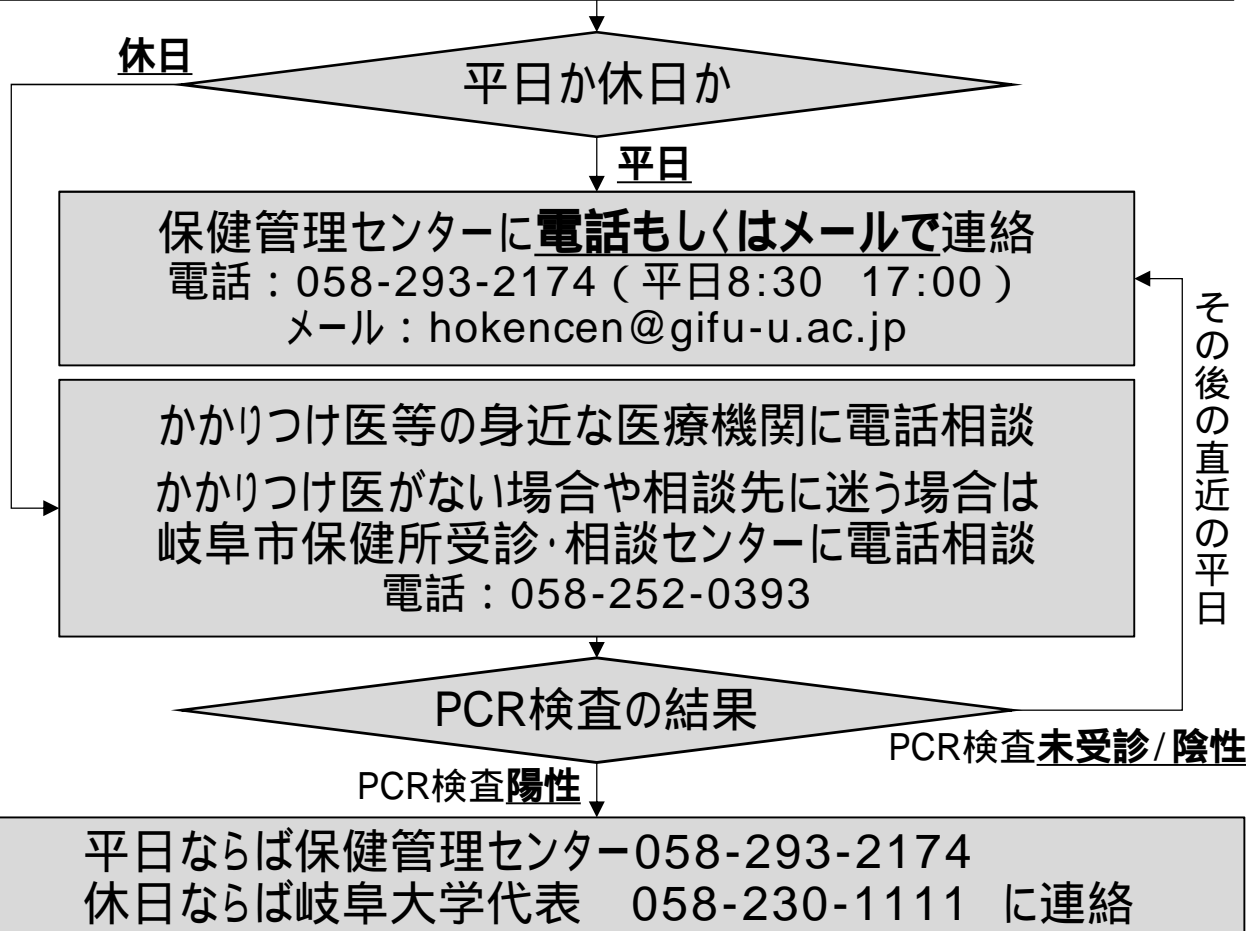 休日
平日か休日か
平日
保健管理センターに電話もしくはメールで連絡
電話：058-293-2174（平日8:30　17:00）
メール：hokencen@gifu-u.ac.jp
かかりつけ医等の身近な医療機関に電話相談
かかりつけ医がない場合や相談先に迷う場合は
岐阜市保健所受診･相談センターに電話相談
電話：058-252-0393
その後の直近の平日
PCR検査の結果
PCR検査未受診/陰性
PCR検査陽性
平日ならば保健管理センター058-293-2174
休日ならば岐阜大学代表　058-230-1111 に連絡